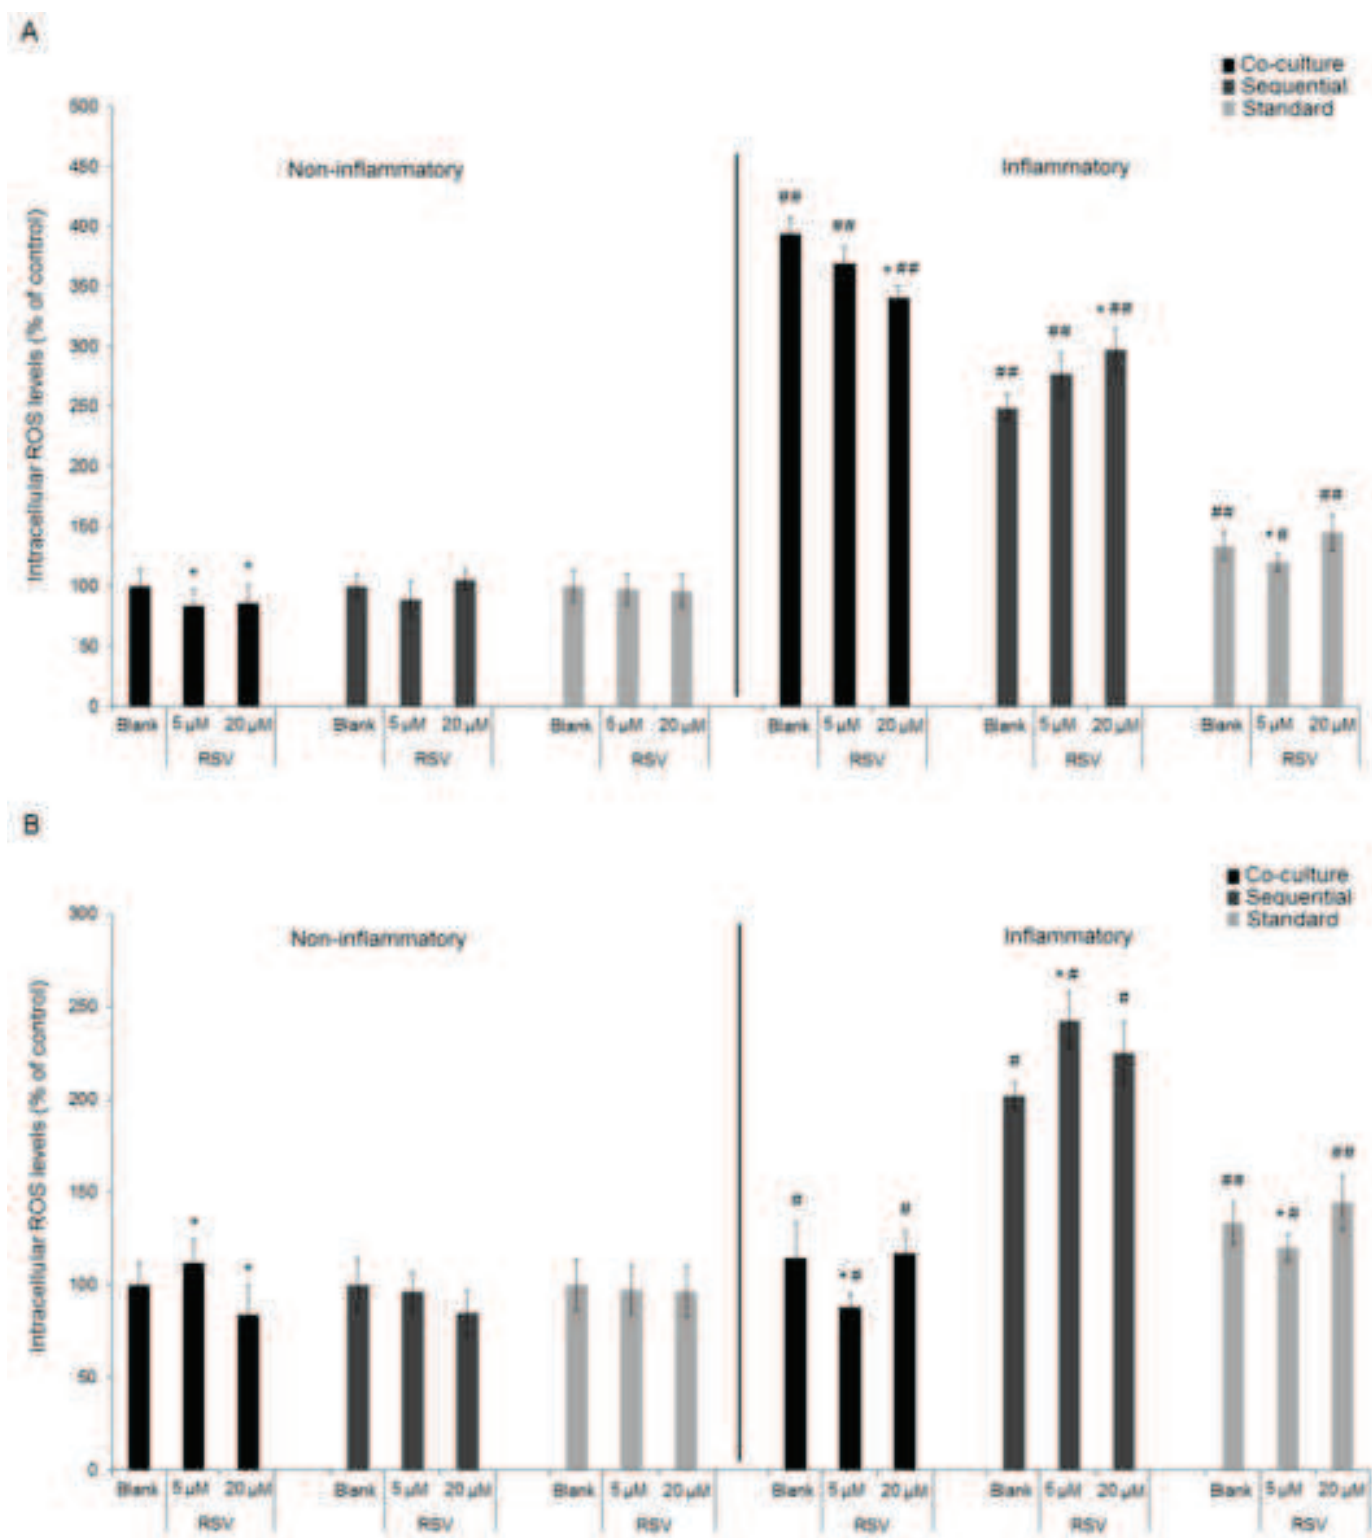 A
Co-culture
Sequential
Standard
500
450
400
350
300
250
200
150
100
50
0
Intracellular ROS levels (% of control)
Non-inflammatory
Inflammatory
## ## *##
## ## *##
## *# ##
* *
Blank 5 µM 20 µM Blank 5 µM 20 µM Blank 5 µM 20 µM Blank 5 µM 20 µM Blank 5 µM 20 µM Blank 5 µM 20 µM
RSV RSV RSV RSV RSV RSV
B
Co-culture
Sequential
Standard
300
250
200
150
100
50
0
Intracellular ROS levels (% of control)
Non-inflammatory
Inflammatory
* *
# *# #
# *# #
## *# ##
Blank 5 µM 20 µM Blank 5 µM 20 µM Blank 5 µM 20 µM Blank 5 µM 20 µM Blank 5 µM 20 µM Blank 5 µM 20 µM
RSV RSV RSV RSV RSV RSV